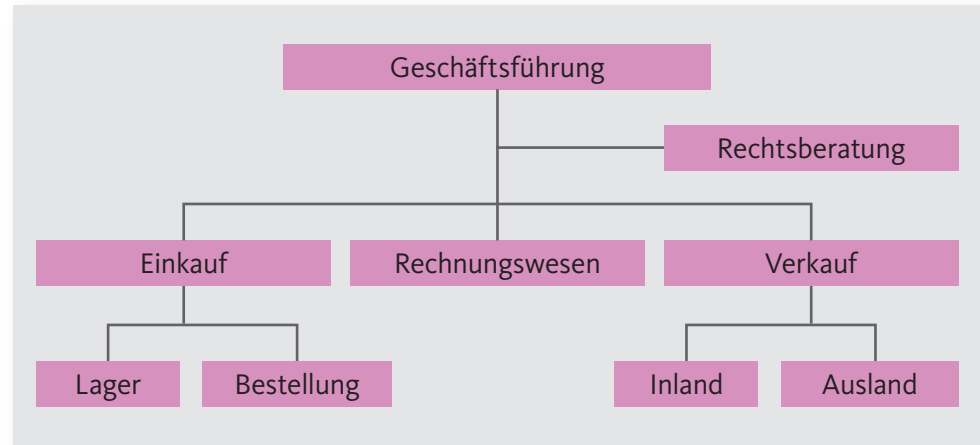 Geschäftsführung
Rechtsberatung
Einkauf
Rechnungswesen
Verkauf
Lager
Bestellung
Inland
Ausland